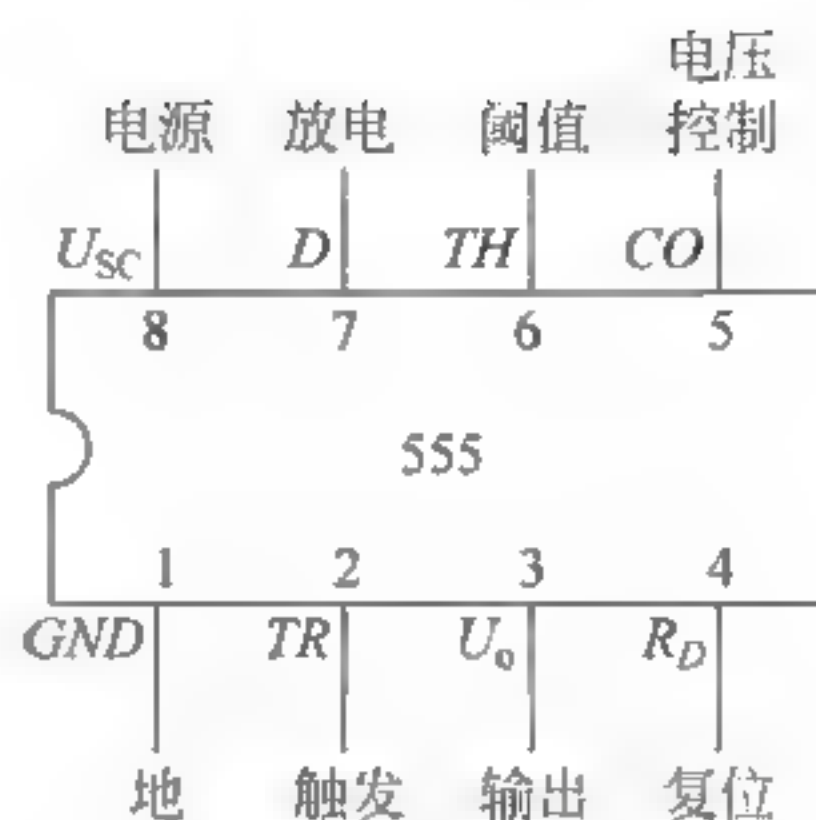 电源 放电 阈值 电压控制
U_SC D TH CO
8 7 6 5
555
1 2 3 4
GND TR U_o R_D
地 触发 输出 复位